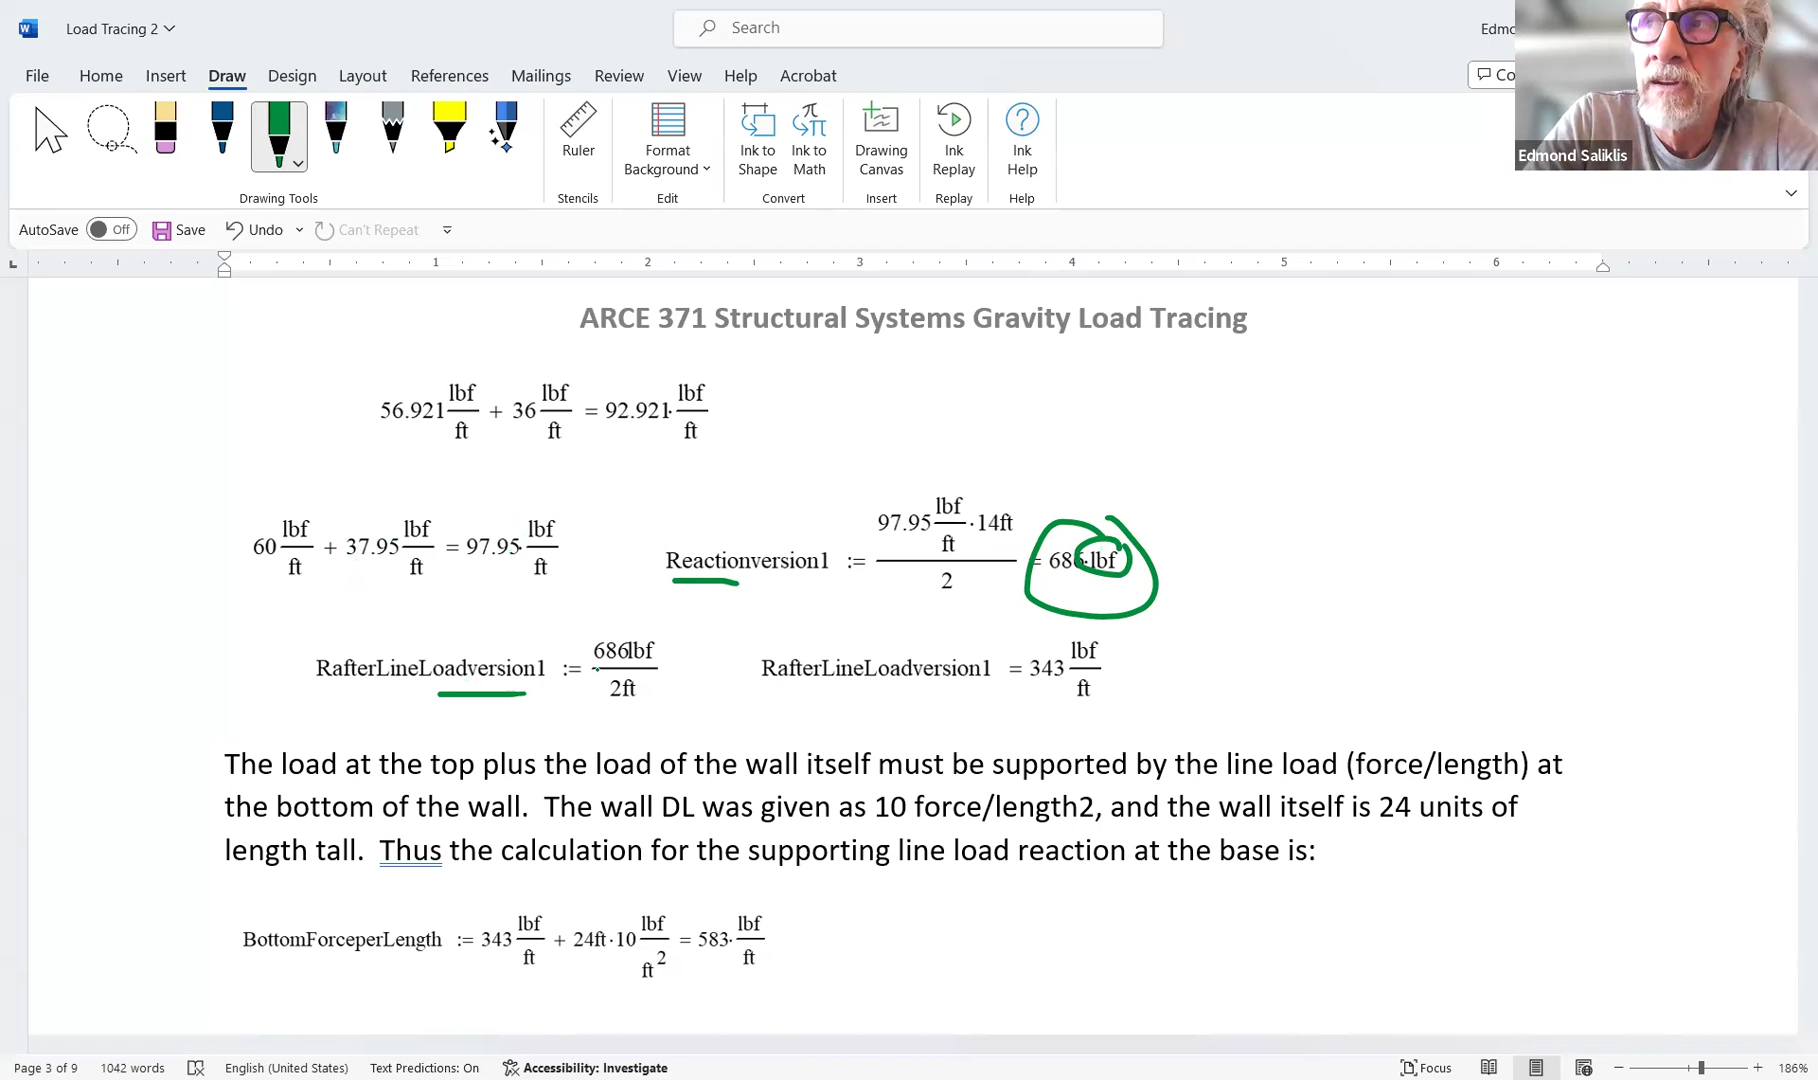 Load Tracing 2
Search
Edmo
File Home Insert Draw Design Layout References Mailings Review View Help Acrobat
Co
Ruler
Format Background
Ink to Shape
Ink to Math
Drawing Canvas
Ink Replay
Ink Help
Drawing Tools Stencils Edit Convert Insert Replay Help
Edmond Saliklis
AutoSave Off Save Undo Can't Repeat
1 2 3 4 5 6
ARCE 371 Structural Systems Gravity Load Tracing
56.921 lbf/ft + 36 lbf/ft = 92.921· lbf/ft
60 lbf/ft + 37.95 lbf/ft = 97.95· lbf/ft
Reactionversion1 := 97.95 lbf/ft · 14ft / 2 = 686·lbf
RafterLineLoadversion1 := 686lbf / 2ft
RafterLineLoadversion1 = 343 lbf/ft
The load at the top plus the load of the wall itself must be supported by the line load (force/length) at
the bottom of the wall. The wall DL was given as 10 force/length2, and the wall itself is 24 units of
length tall. Thus the calculation for the supporting line load reaction at the base is:
BottomForceperLength := 343 lbf/ft + 24ft·10 lbf/ft² = 583· lbf/ft
Page 3 of 9 1042 words English (United States) Text Predictions: On Accessibility: Investigate Focus 186%